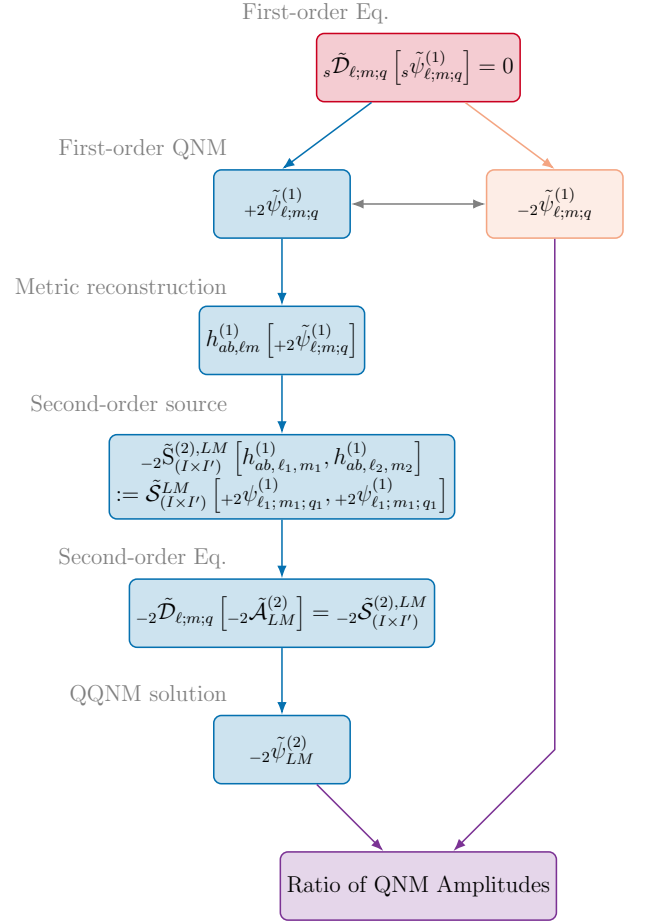 First-order Eq.
${}_{s}\tilde{\mathcal{D}}_{\ell;m;q}\left[{}_{s}\tilde{\psi}^{(1)}_{\ell;m;q}\right]=0$
First-order QNM
${}_{+2}\tilde{\psi}^{(1)}_{\ell;m;q}$
${}_{-2}\tilde{\psi}^{(1)}_{\ell;m;q}$
Metric reconstruction
$h^{(1)}_{ab,\ell m}\left[{}_{+2}\tilde{\psi}^{(1)}_{\ell;m;q}\right]$
Second-order source
${}_{-2}\tilde{\mathrm{S}}^{(2),LM}_{(I\times I')}\left[h^{(1)}_{ab,\ell_1,m_1},h^{(1)}_{ab,\ell_2,m_2}\right]$
$:=\tilde{\mathcal{S}}^{LM}_{(I\times I')}\left[{}_{+2}\psi^{(1)}_{\ell_1;m_1;q_1},{}_{+2}\psi^{(1)}_{\ell_1;m_1;q_1}\right]$
Second-order Eq.
${}_{-2}\tilde{\mathcal{D}}_{\ell;m;q}\left[{}_{-2}\tilde{\mathcal{A}}^{(2)}_{LM}\right]={}_{-2}\tilde{\mathcal{S}}^{(2),LM}_{(I\times I')}$
QQNM solution
${}_{-2}\tilde{\psi}^{(2)}_{LM}$
Ratio of QNM Amplitudes